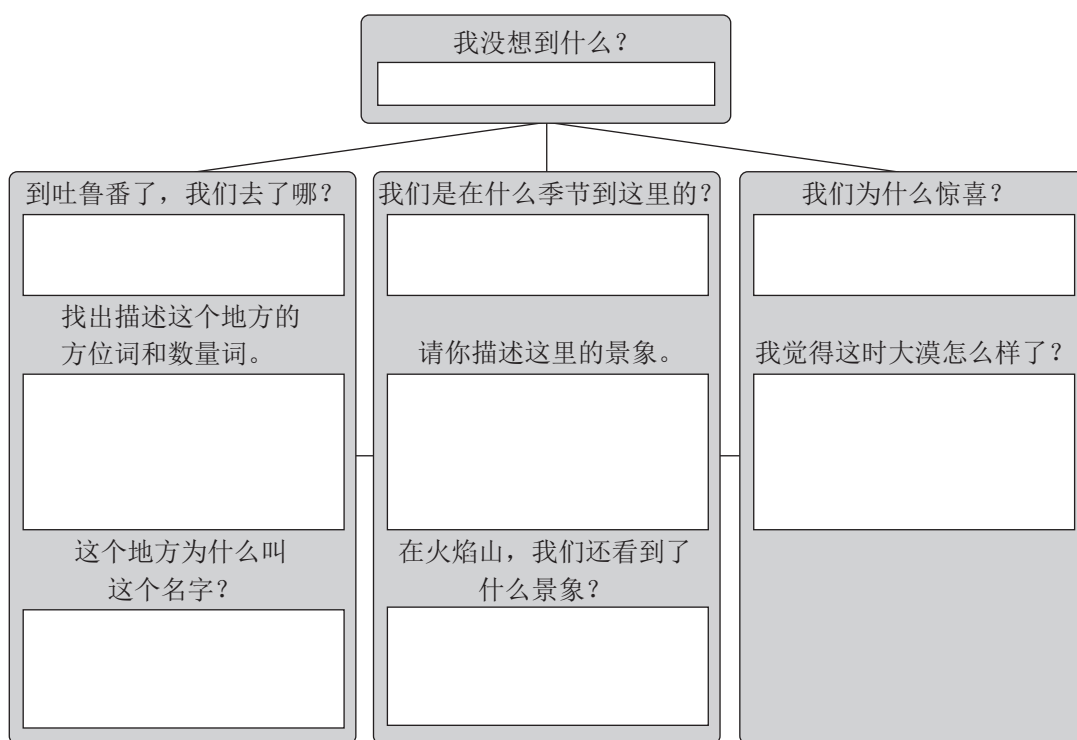 我没想到什么？
到吐鲁番了，我们去了哪？
找出描述这个地方的
方位词和数量词。
这个地方为什么叫
这个名字？
我们是在什么季节到这里的？
请你描述这里的景象。
在火焰山，我们还看到了
什么景象？
我们为什么惊喜？
我觉得这时大漠怎么样了？